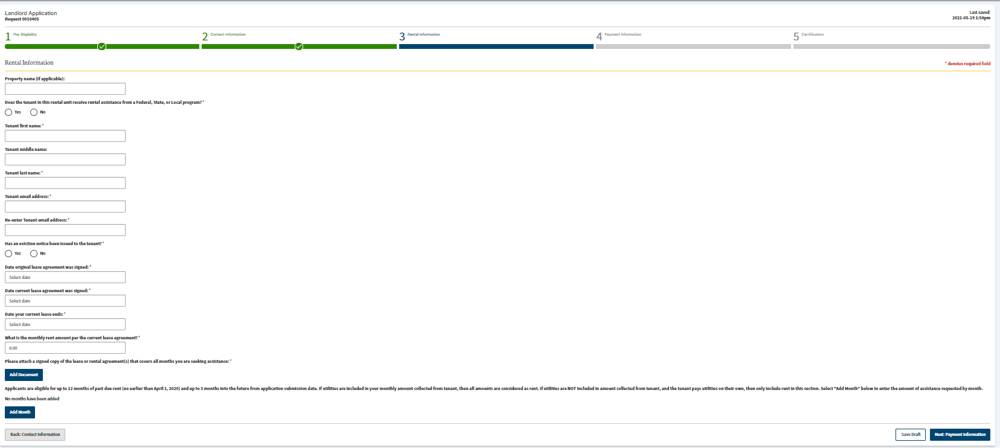 Landlord Application
Request 0010405
Last saved:
2021-05-19 1:54pm
1 Pre-Eligibility
2 Contact Information
3 Rental Information
4 Payment Information
5 Certification
Rental Information
* denotes required field
Property name (if applicable):
Does the tenant in this rental unit receive rental assistance from a Federal, State, or Local program? *
Yes No
Tenant first name: *
Tenant middle name:
Tenant last name: *
Tenant email address: *
Re-enter Tenant email address: *
Has an eviction notice been issued to the tenant? *
Yes No
Date original lease agreement was signed: *
Select date
Date current lease agreement was signed: *
Select date
Date your current lease ends: *
Select date
What is the monthly rent amount per the current lease agreement? *
0.00
Please attach a signed copy of the lease or rental agreement(s) that covers all months you are seeking assistance: *
Add Document
Applicants are eligible for up to 12 months of past due rent (no earlier than April 1, 2020) and up to 3 months into the future from application submission date. If utilities are included in your monthly amount collected from tenant, then all amounts are considered as rent. If utilities are NOT included in amount collected from tenant, and the tenant pays utilities on their own, then only include rent in this section. Select "Add Month" below to enter the amount of assistance requested by month.
No months have been added
Add Month
Back: Contact Information
Save Draft
Next: Payment Information